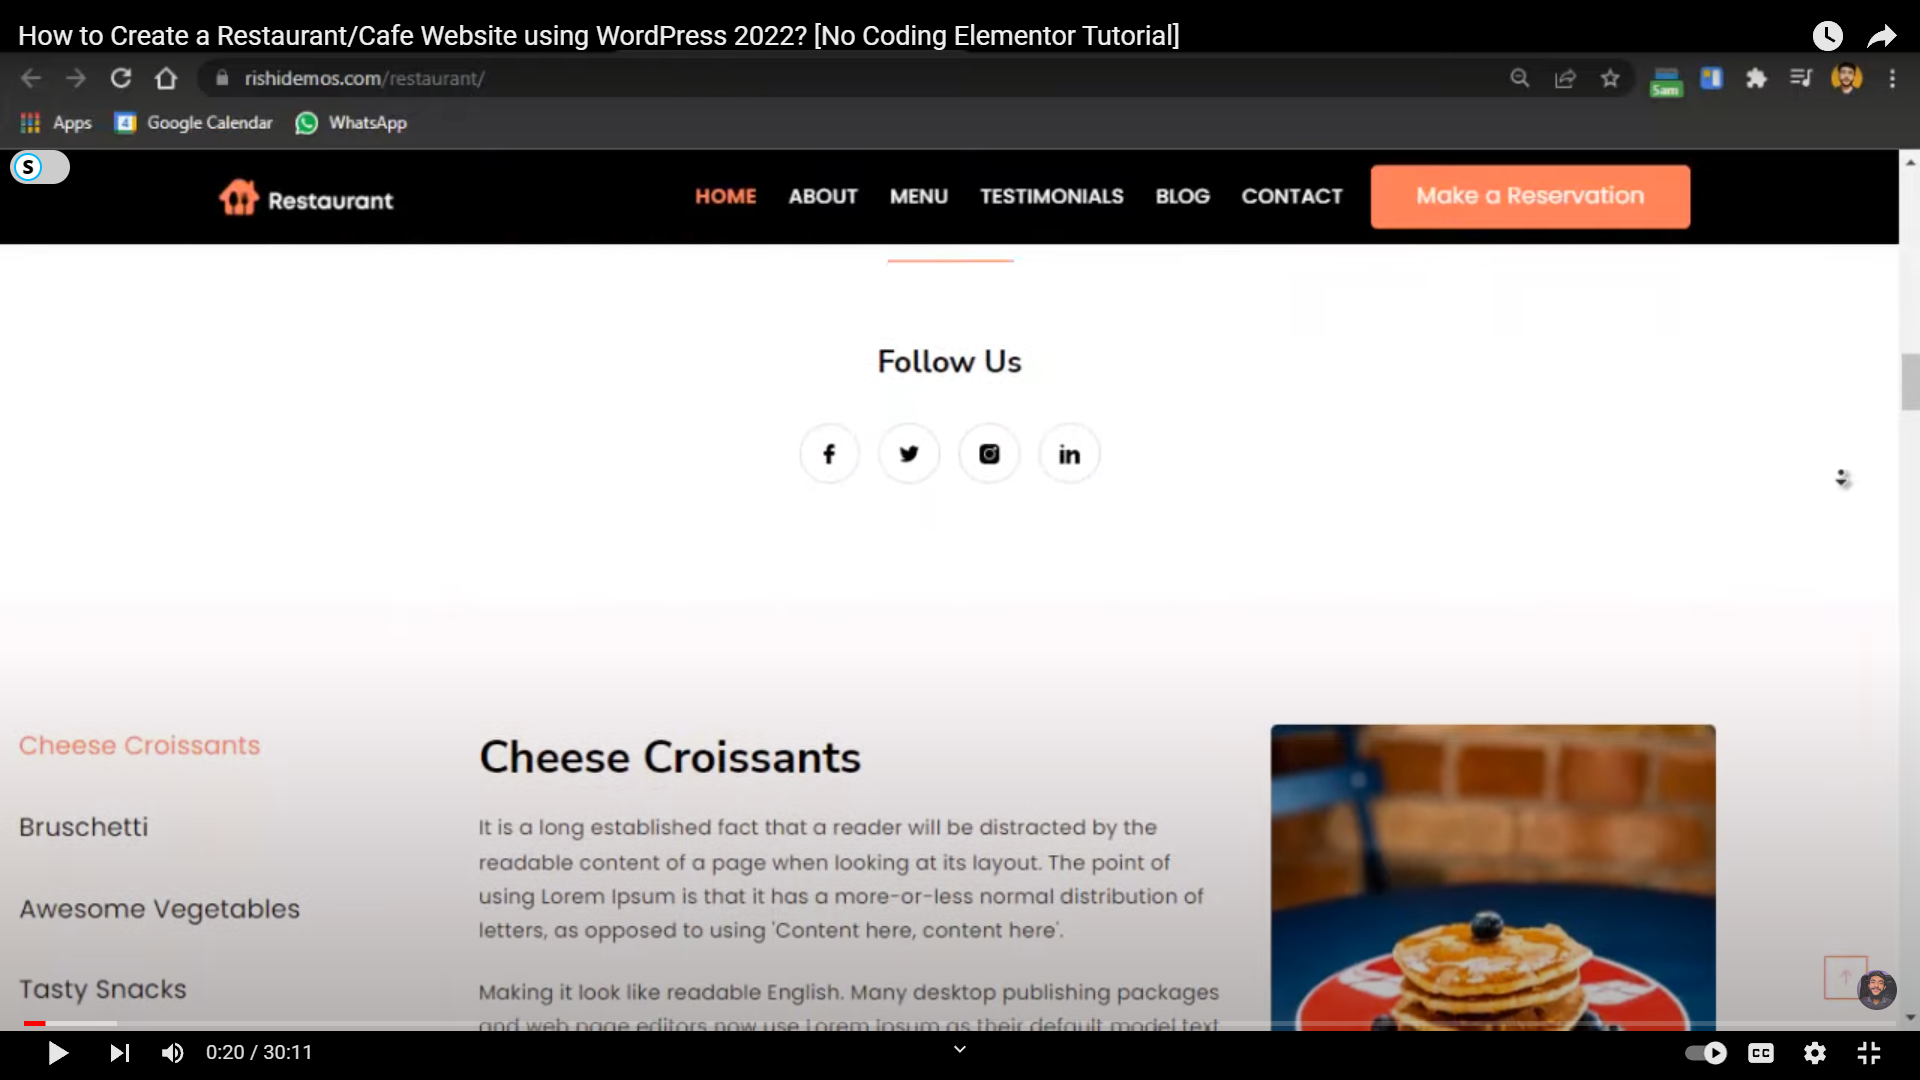 How to Create a Restaurant/Cafe Website using WordPress 2022? [No Coding Elementor Tutorial]
rishidemos.com/restaurant/
Sam
Apps
4
Google Calendar
WhatsApp
S
Restaurant
HOME
ABOUT
MENU
TESTIMONIALS
BLOG
CONTACT
Make a Reservation
Follow Us
f
in
Cheese Croissants
Bruschetti
Awesome Vegetables
Tasty Snacks
Cheese Croissants
It is a long established fact that a reader will be distracted by the
readable content of a page when looking at its layout. The point of
using Lorem Ipsum is that it has a more-or-less normal distribution of
letters, as opposed to using 'Content here, content here'.
Making it look like readable English. Many desktop publishing packages
and web page editors now use Lorem Ipsum as their default model text
0:20 / 30:11
CC